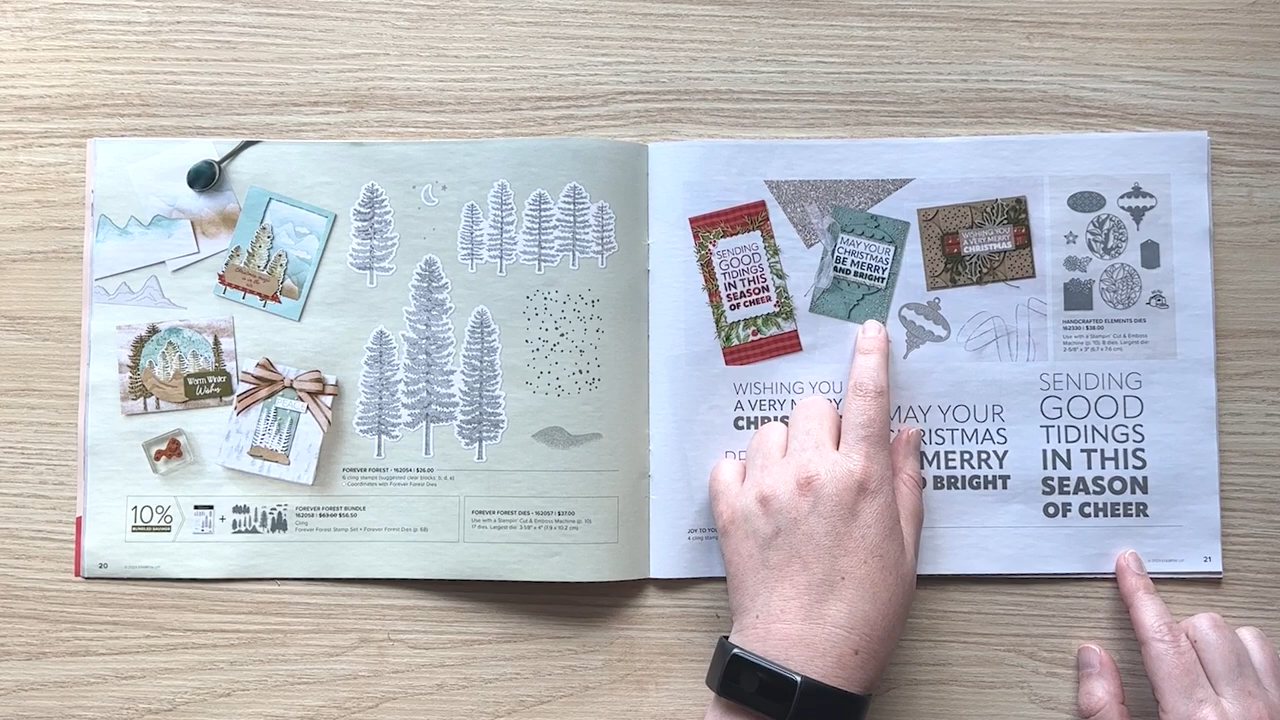 Warm Winter
Wishes
FOREVER FOREST • 162054 | $26.00
6 cling stamps (suggested clear blocks: b, d, e)
Coordinates with Forever Forest Dies
10%
BUNDLED SAVINGS
+
FOREVER FOREST BUNDLE
162058 | $63.00 $56.50
Cling
Forever Forest Stamp Set + Forever Forest Dies (p. 68)
FOREVER FOREST DIES • 162057 | $37.00
Use with a Stampin' Cut & Emboss Machine (p. 10).
17 dies. Largest die: 3-1/8" x 4" (7.9 x 10.2 cm).
20
SENDING
GOOD
TIDINGS
IN THIS
SEASON
OF CHEER
MAY YOUR
CHRISTMAS
BE MERRY
AND BRIGHT
WISHING YOU
A VERY MERRY
CHRISTMAS
HANDCRAFTED ELEMENTS DIES
162330 | $38.00
Use with a Stampin' Cut & Emboss
Machine (p. 10). 8 dies. Largest die:
2-5/8" x 3" (6.7 x 7.6 cm).
WISHING YOU
A VERY MERRY
MAY YOUR
RISTMAS
MERRY
BRIGHT
SENDING
GOOD
TIDINGS
IN THIS
SEASON
OF CHEER
JOY TO YOU
4 cling stamp
21